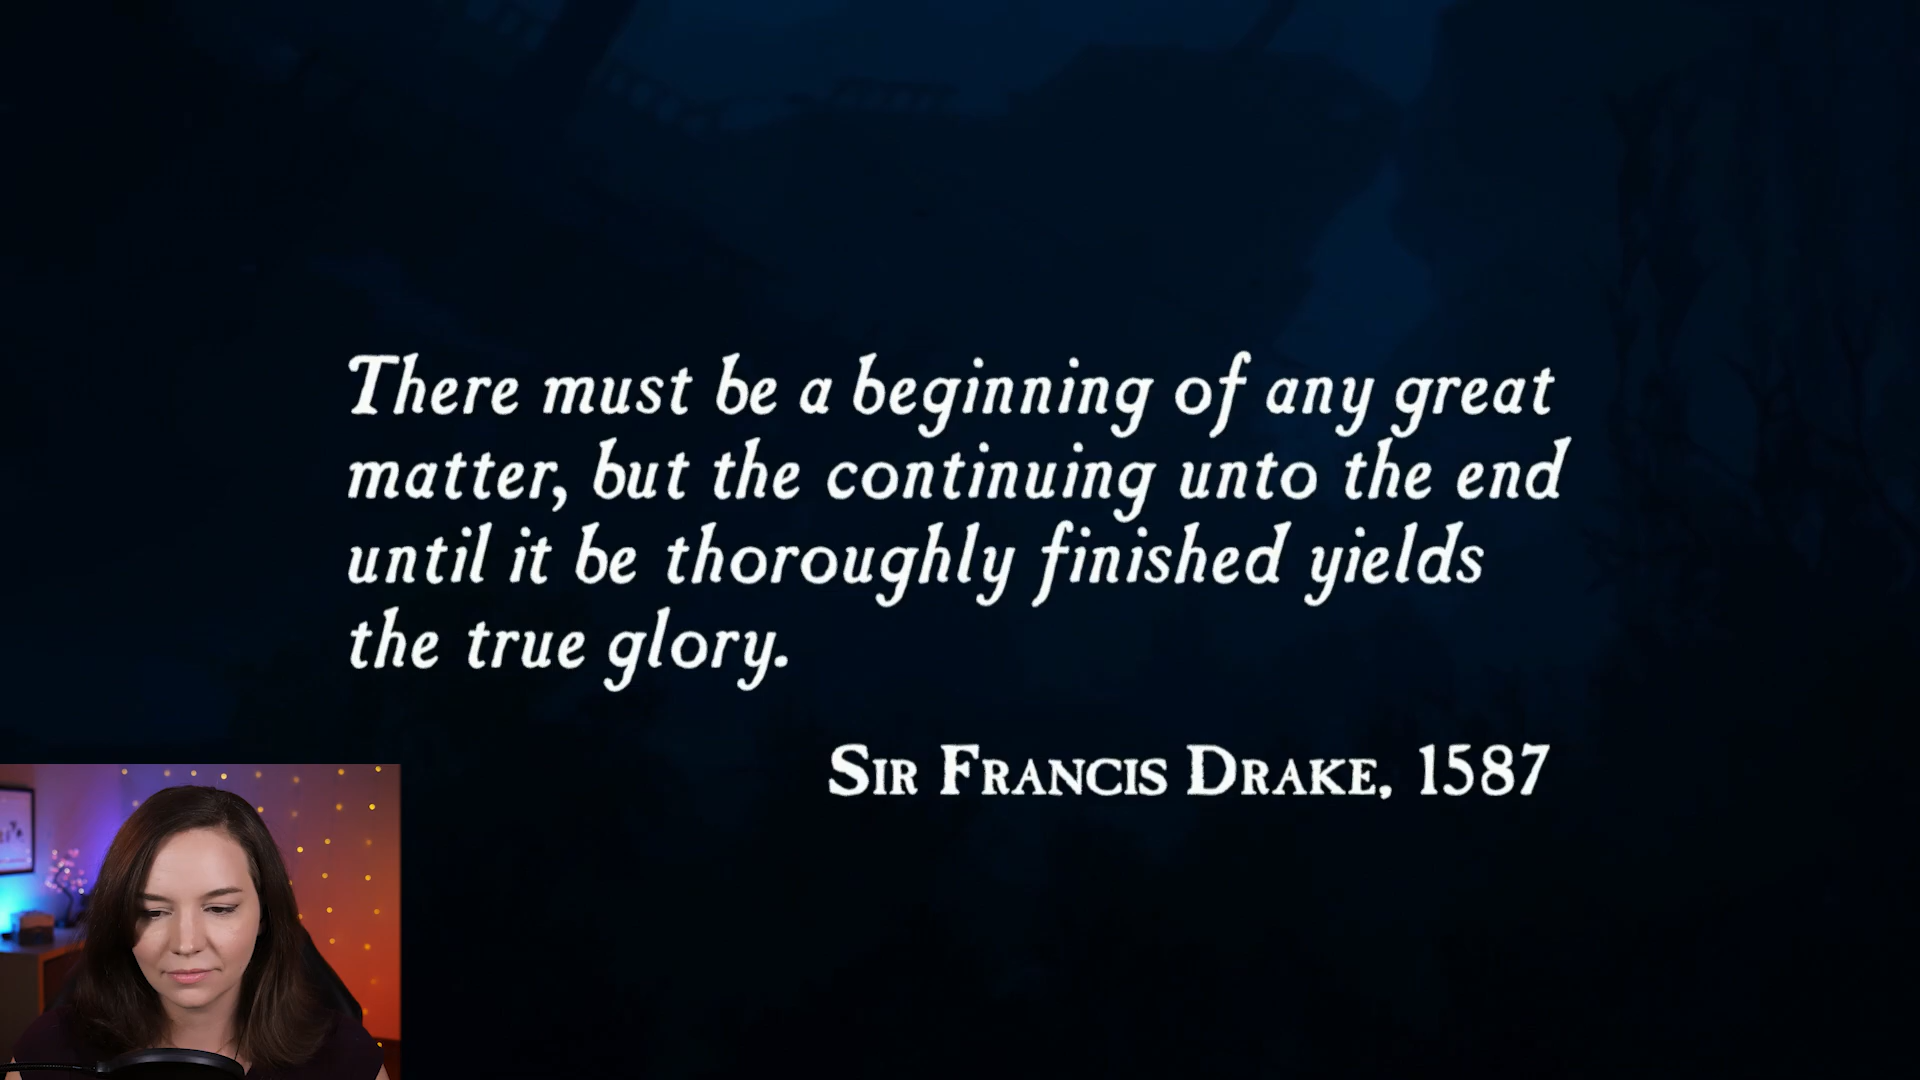 There must be a beginning of any great
matter, but the continuing unto the end
until it be thoroughly finished yields
the true glory.
Sir Francis Drake, 1587